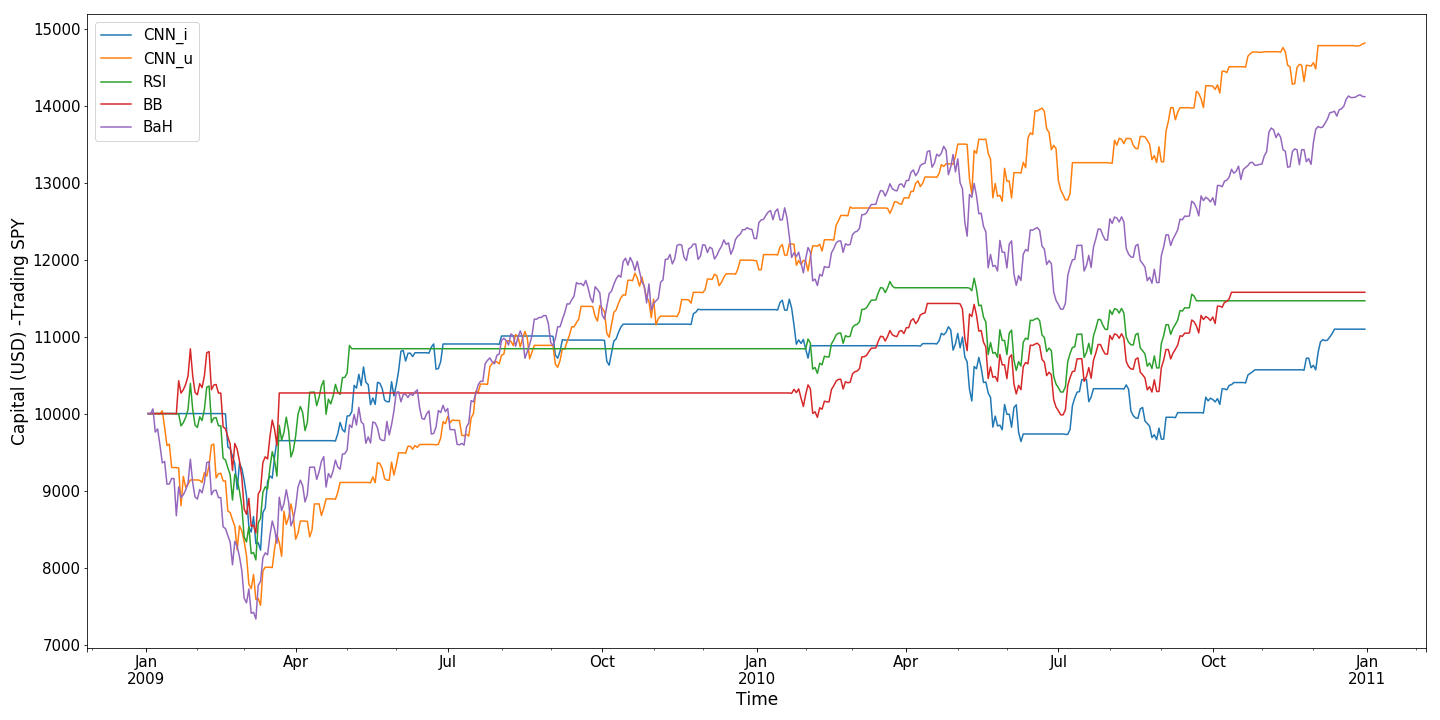 15000
14000
13000
12000
11000
10000
9000
8000
7000
Capital (USD) -Trading SPY
CNN_i
CNN_u
RSI
BB
BaH
Jan
2009
Apr
Jul
Oct
Jan
2010
Apr
Jul
Oct
Jan
2011
Time